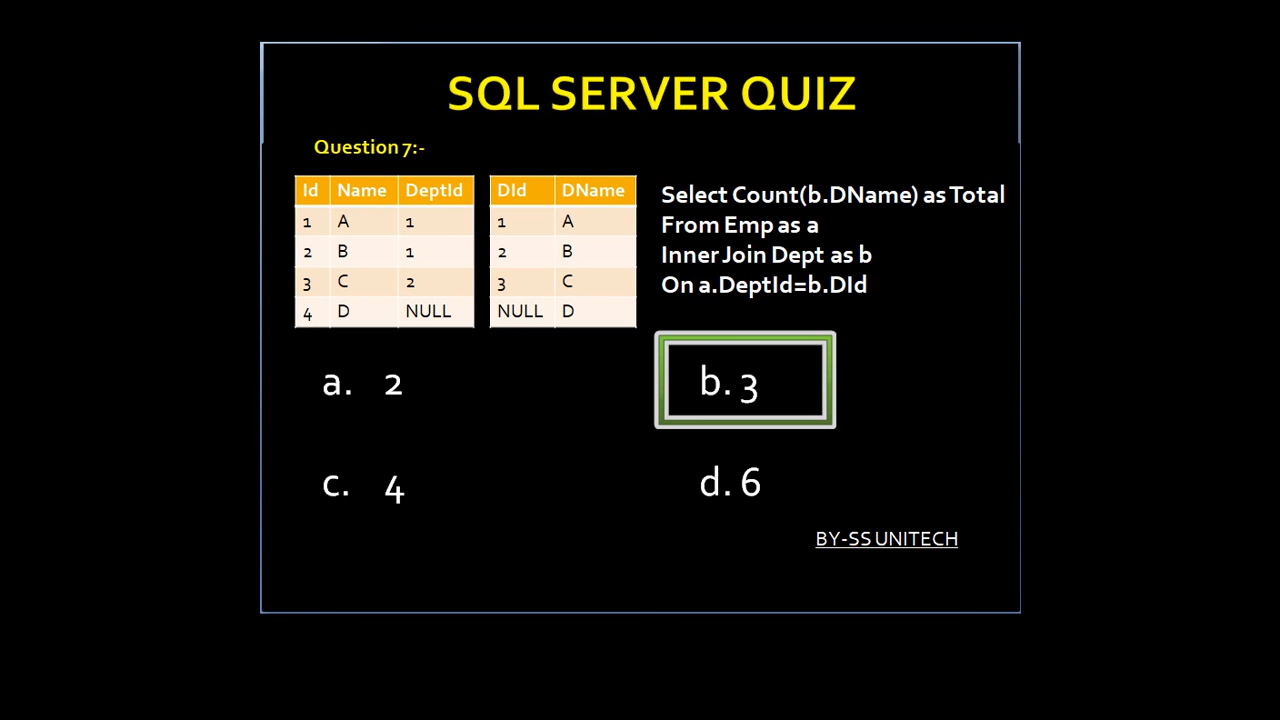 SQL SERVER QUIZ
Question 7:-
Id Name DeptId
1 A 1
2 B 1
3 C 2
4 D NULL
DId DName
1 A
2 B
3 C
NULL D
Select Count(b.DName) as Total
From Emp as a
Inner Join Dept as b
On a.DeptId=b.DId
a. 2
b. 3
c. 4
d. 6
BY-SS UNITECH